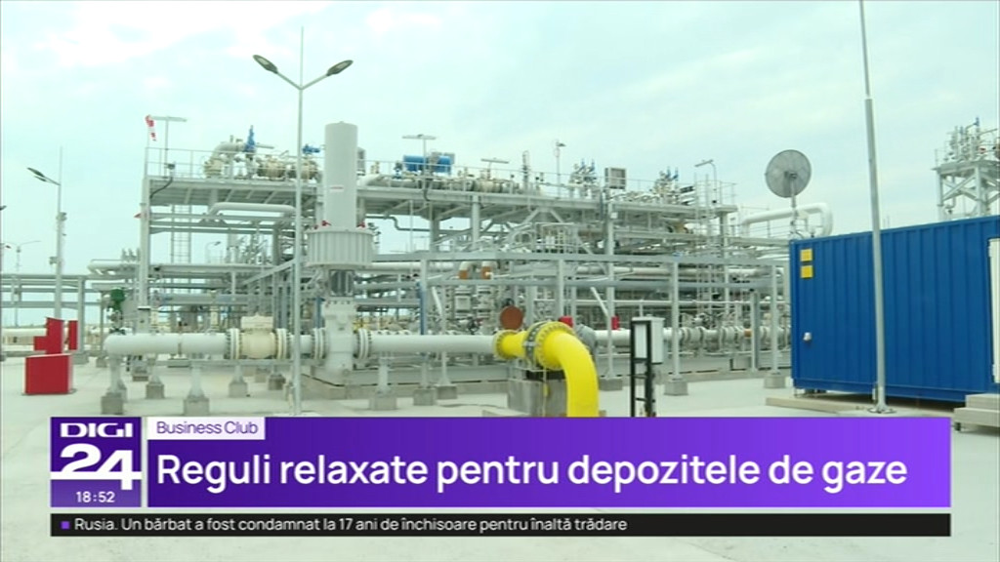 Business Club
DIGI
24
18:52
Reguli relaxate pentru depozitele de gaze
Rusia. Un bărbat a fost condamnat la 17 ani de închisoare pentru înaltă trădare